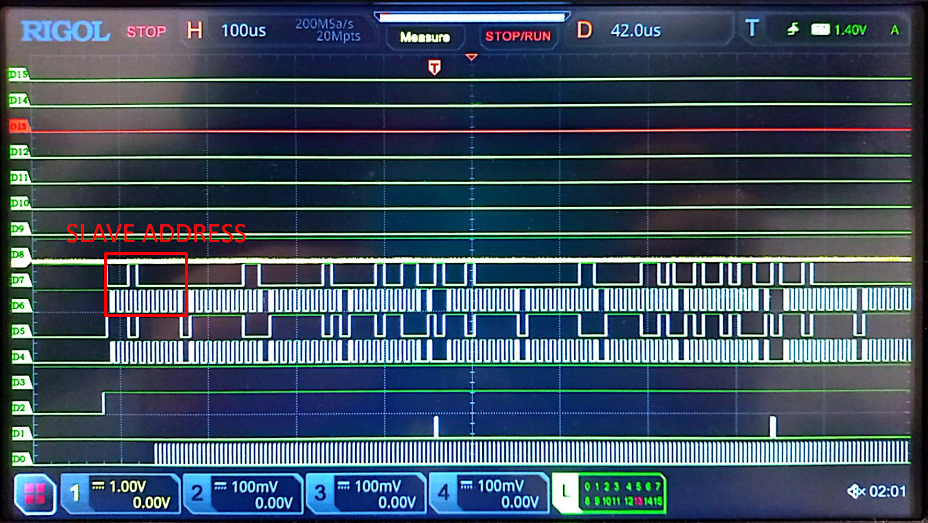 RIGOL STOP H 100us 200MSa/s 20Mpts Measure STOP/RUN D 42.0us T 1.40V A
T
D15
D14
D13
D12
D11
D10
D9
SLAVE ADDRESS
D8
D7
D6
D5
D4
D3
D2
D1
D0
1 1.00V 0.00V 2 100mV 0.00V 3 100mV 0.00V 4 100mV 0.00V L 0 1 2 3 4 5 6 7 02:01
8 9 10 11 12 13 14 15